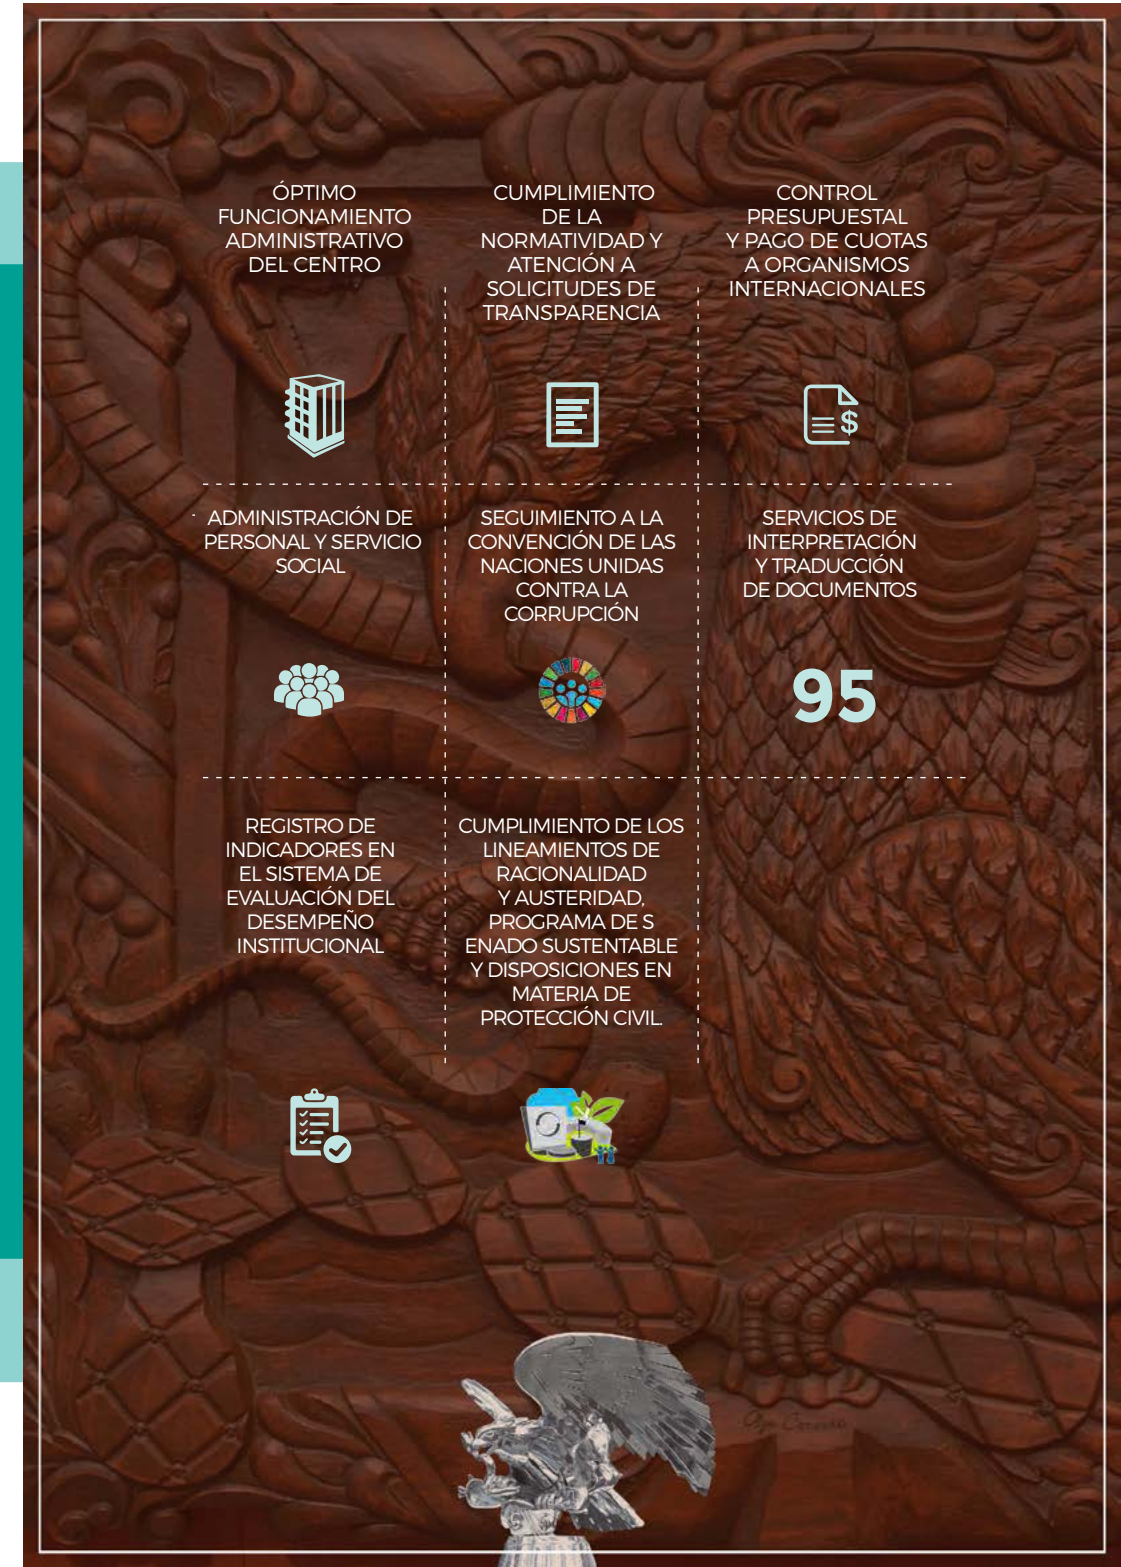 ÓPTIMO
FUNCIONAMIENTO
ADMINISTRATIVO
DEL CENTRO
CUMPLIMIENTO
DE LA
NORMATIVIDAD Y
ATENCIÓN A
SOLICITUDES DE
TRANSPARENCIA
CONTROL
PRESUPUESTAL
Y PAGO DE CUOTAS
A ORGANISMOS
INTERNACIONALES
$
ADMINISTRACIÓN DE
PERSONAL Y SERVICIO
SOCIAL
SEGUIMIENTO A LA
CONVENCIÓN DE LAS
NACIONES UNIDAS
CONTRA LA
CORRUPCIÓN
SERVICIOS DE
INTERPRETACIÓN
Y TRADUCCIÓN
DE DOCUMENTOS
95
REGISTRO DE
INDICADORES EN
EL SISTEMA DE
EVALUACIÓN DEL
DESEMPEÑO
INSTITUCIONAL
CUMPLIMIENTO DE LOS
LINEAMIENTOS DE
RACIONALIDAD
Y AUSTERIDAD,
PROGRAMA DE S
ENADO SUSTENTABLE
Y DISPOSICIONES EN
MATERIA DE
PROTECCIÓN CIVIL.